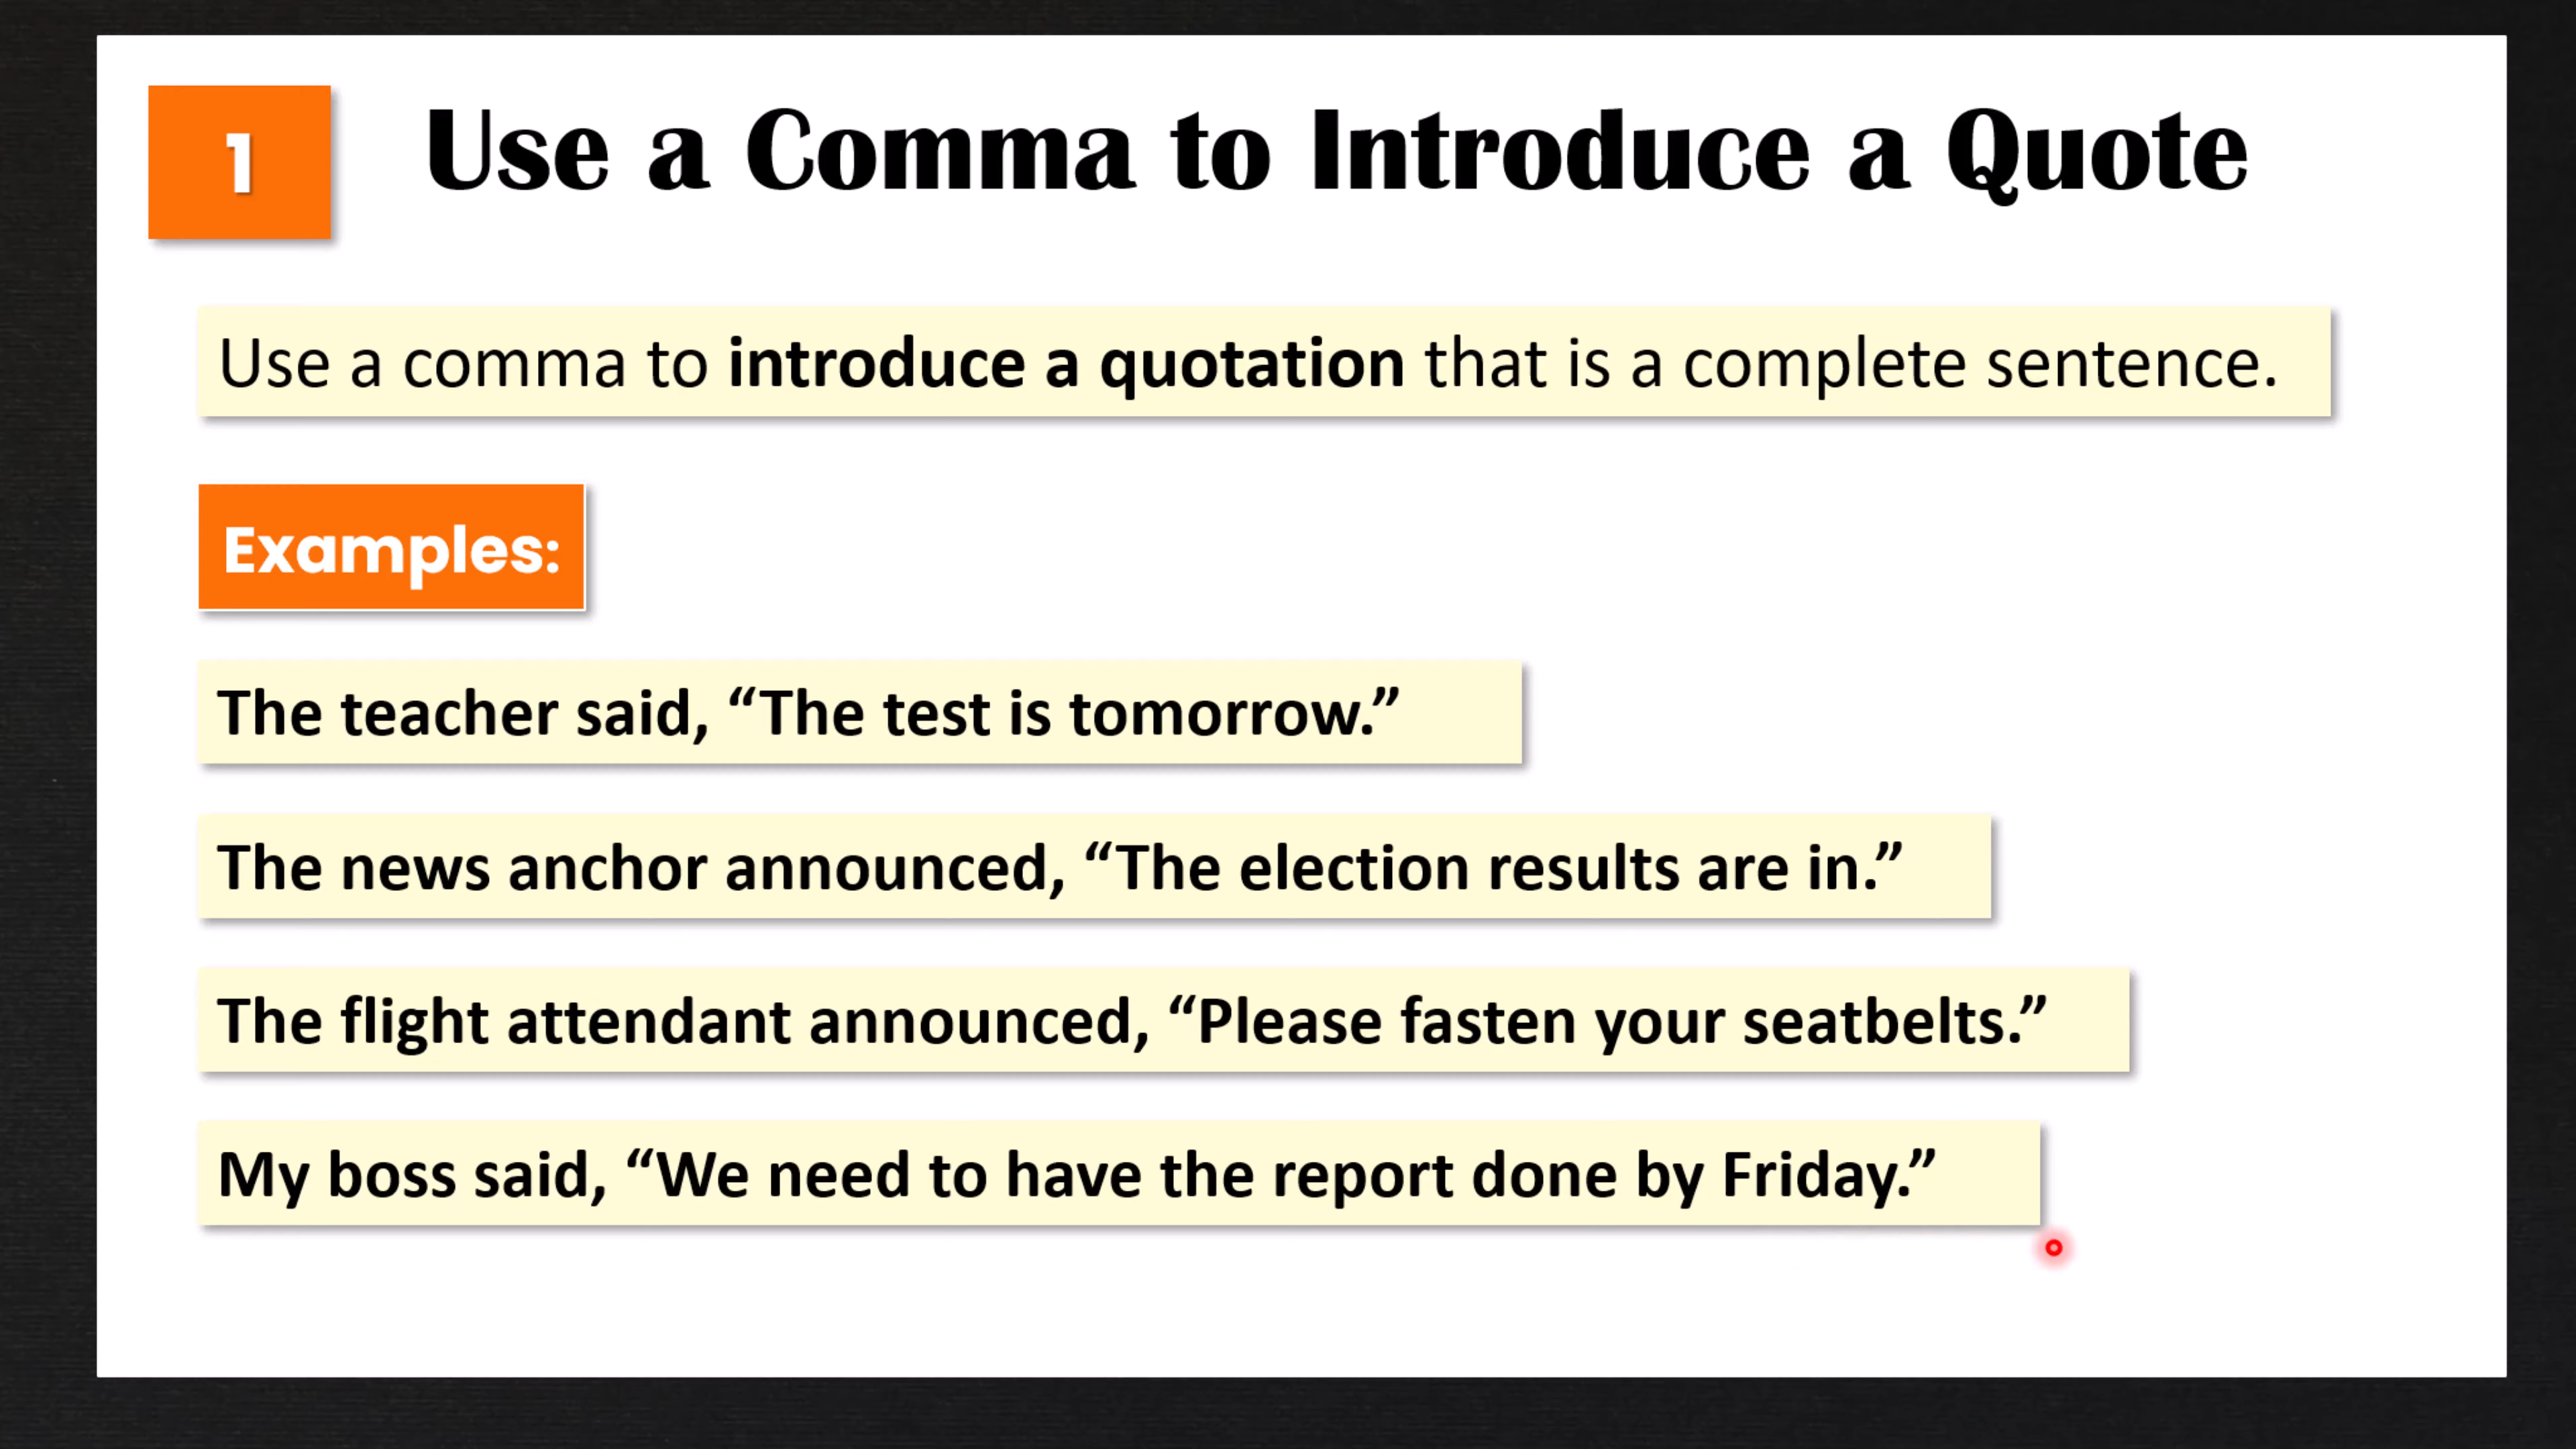 1
Use a Comma to Introduce a Quote
Use a comma to introduce a quotation that is a complete sentence.
Examples:
The teacher said, “The test is tomorrow.”
The news anchor announced, “The election results are in.”
The flight attendant announced, “Please fasten your seatbelts.”
My boss said, “We need to have the report done by Friday.”